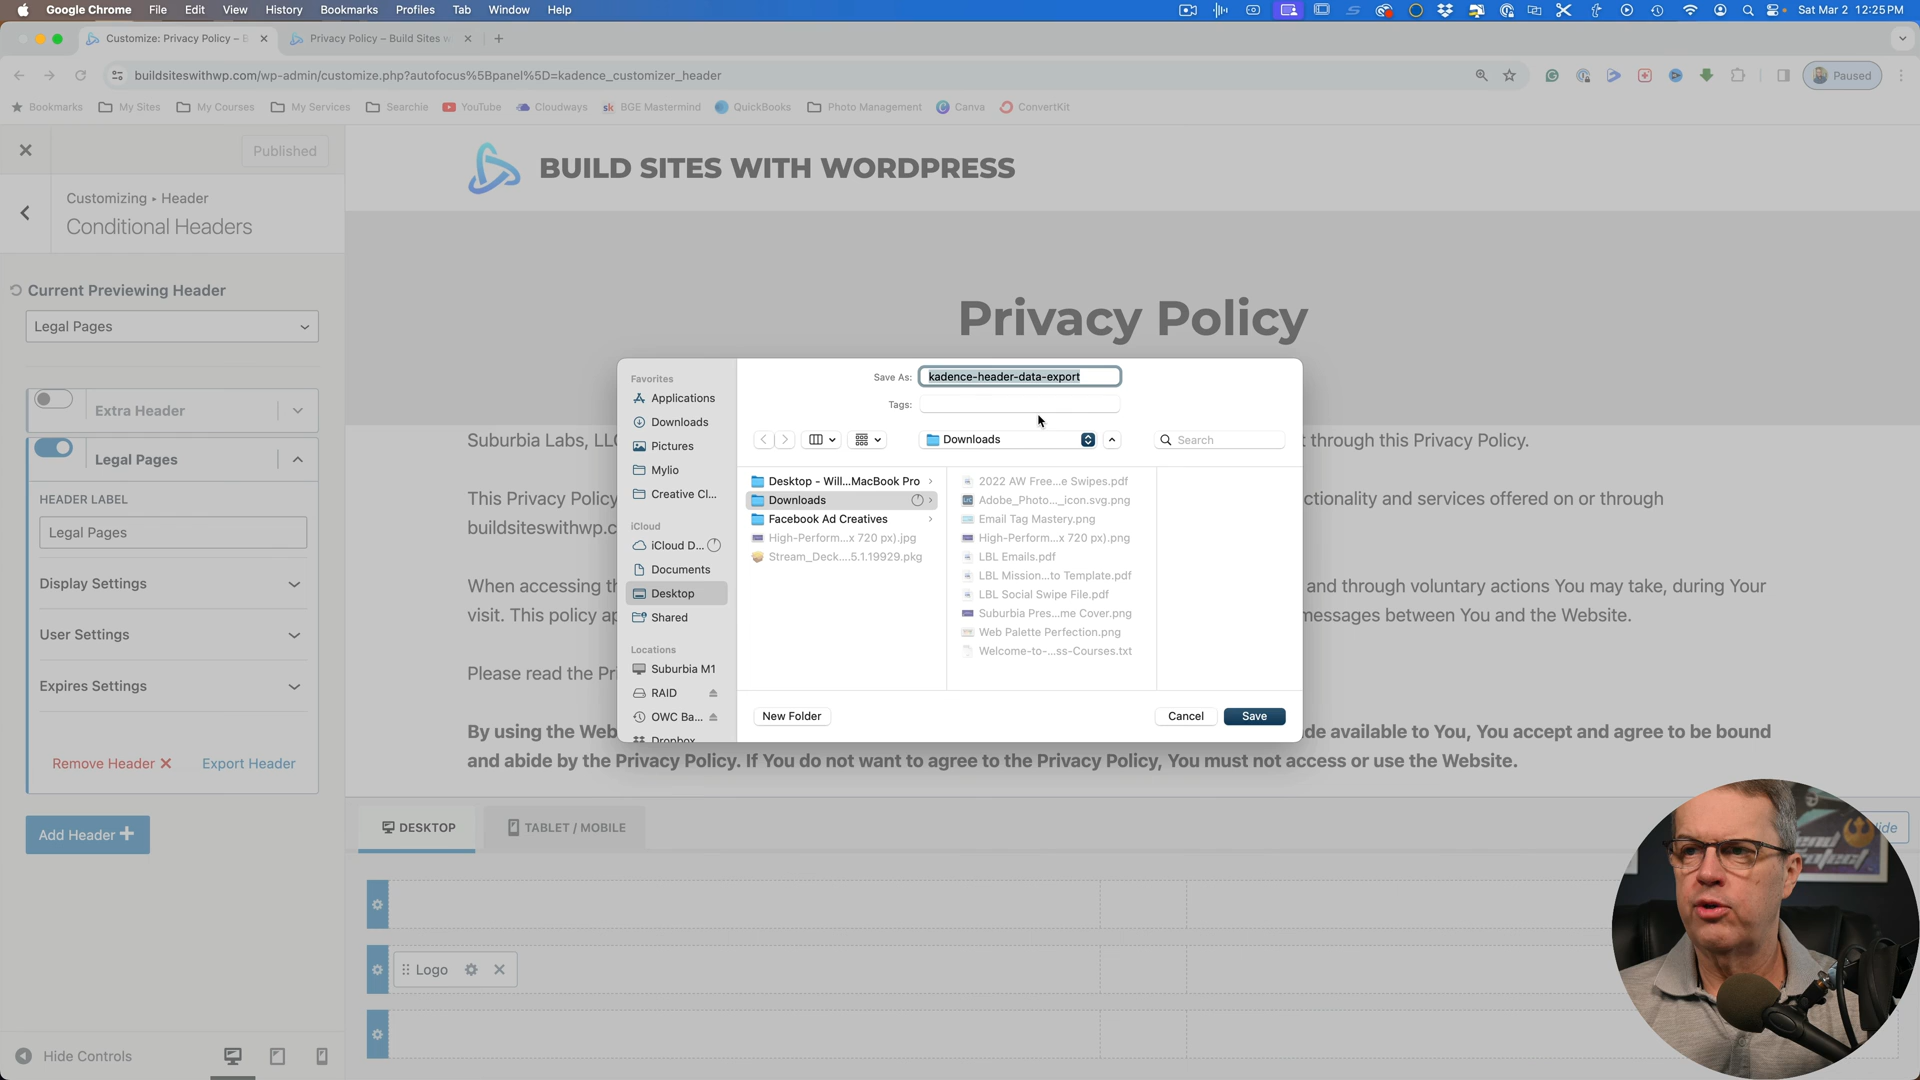 Google Chrome File Edit View History Bookmarks Profiles Tab Window Help Sat Mar 2 12:25 PM
Customize: Privacy Policy – Privacy Policy – Build Sites
buildsiteswithwp.com/wp-admin/customize.php?autofocus%5Bpanel%5D=kadence_customizer_header Paused
Bookmarks My Sites My Courses My Services Searchie YouTube Cloudways BGE Mastermind QuickBooks Photo Management Canva ConvertKit
Published
BUILD SITES WITH WORDPRESS
Customizing ▸ Header
Conditional Headers
Current Previewing Header
Legal Pages
Privacy Policy
Extra Header
Legal Pages
HEADER LABEL
Legal Pages
Display Settings
User Settings
Expires Settings
Remove Header Export Header
Add Header
Hide Controls
Suburbia Labs, LL through this Privacy Policy.
This Privacy Policy ctionality and services offered on or through
buildsiteswithwp.c
When accessing th and through voluntary actions You may take, during Your
visit. This policy ap messages between You and the Website.
Please read the Pri
By using the Web de available to You, You accept and agree to be bound
and abide by the Privacy Policy. If You do not want to agree to the Privacy Policy, You must not access or use the Website.
Favorites
Applications
Downloads
Pictures
Mylio
Creative Cl...
iCloud
iCloud D...
Documents
Desktop
Shared
Locations
Suburbia M1
RAID
OWC Ba...
Dropbox
Save As: kadence-header-data-export
Tags:
Downloads
Search
Desktop - Will...MacBook Pro
Downloads
Facebook Ad Creatives
High-Perform...x 720 px).jpg
Stream_Deck....5.1.19929.pkg
2022 AW Free...e Swipes.pdf
Adobe_Photo..._icon.svg.png
Email Tag Mastery.png
High-Perform...x 720 px).png
LBL Emails.pdf
LBL Mission...to Template.pdf
LBL Social Swipe File.pdf
Suburbia Pres...me Cover.png
Web Palette Perfection.png
Welcome-to-...ss-Courses.txt
New Folder Cancel Save
DESKTOP TABLET / MOBILE
Logo